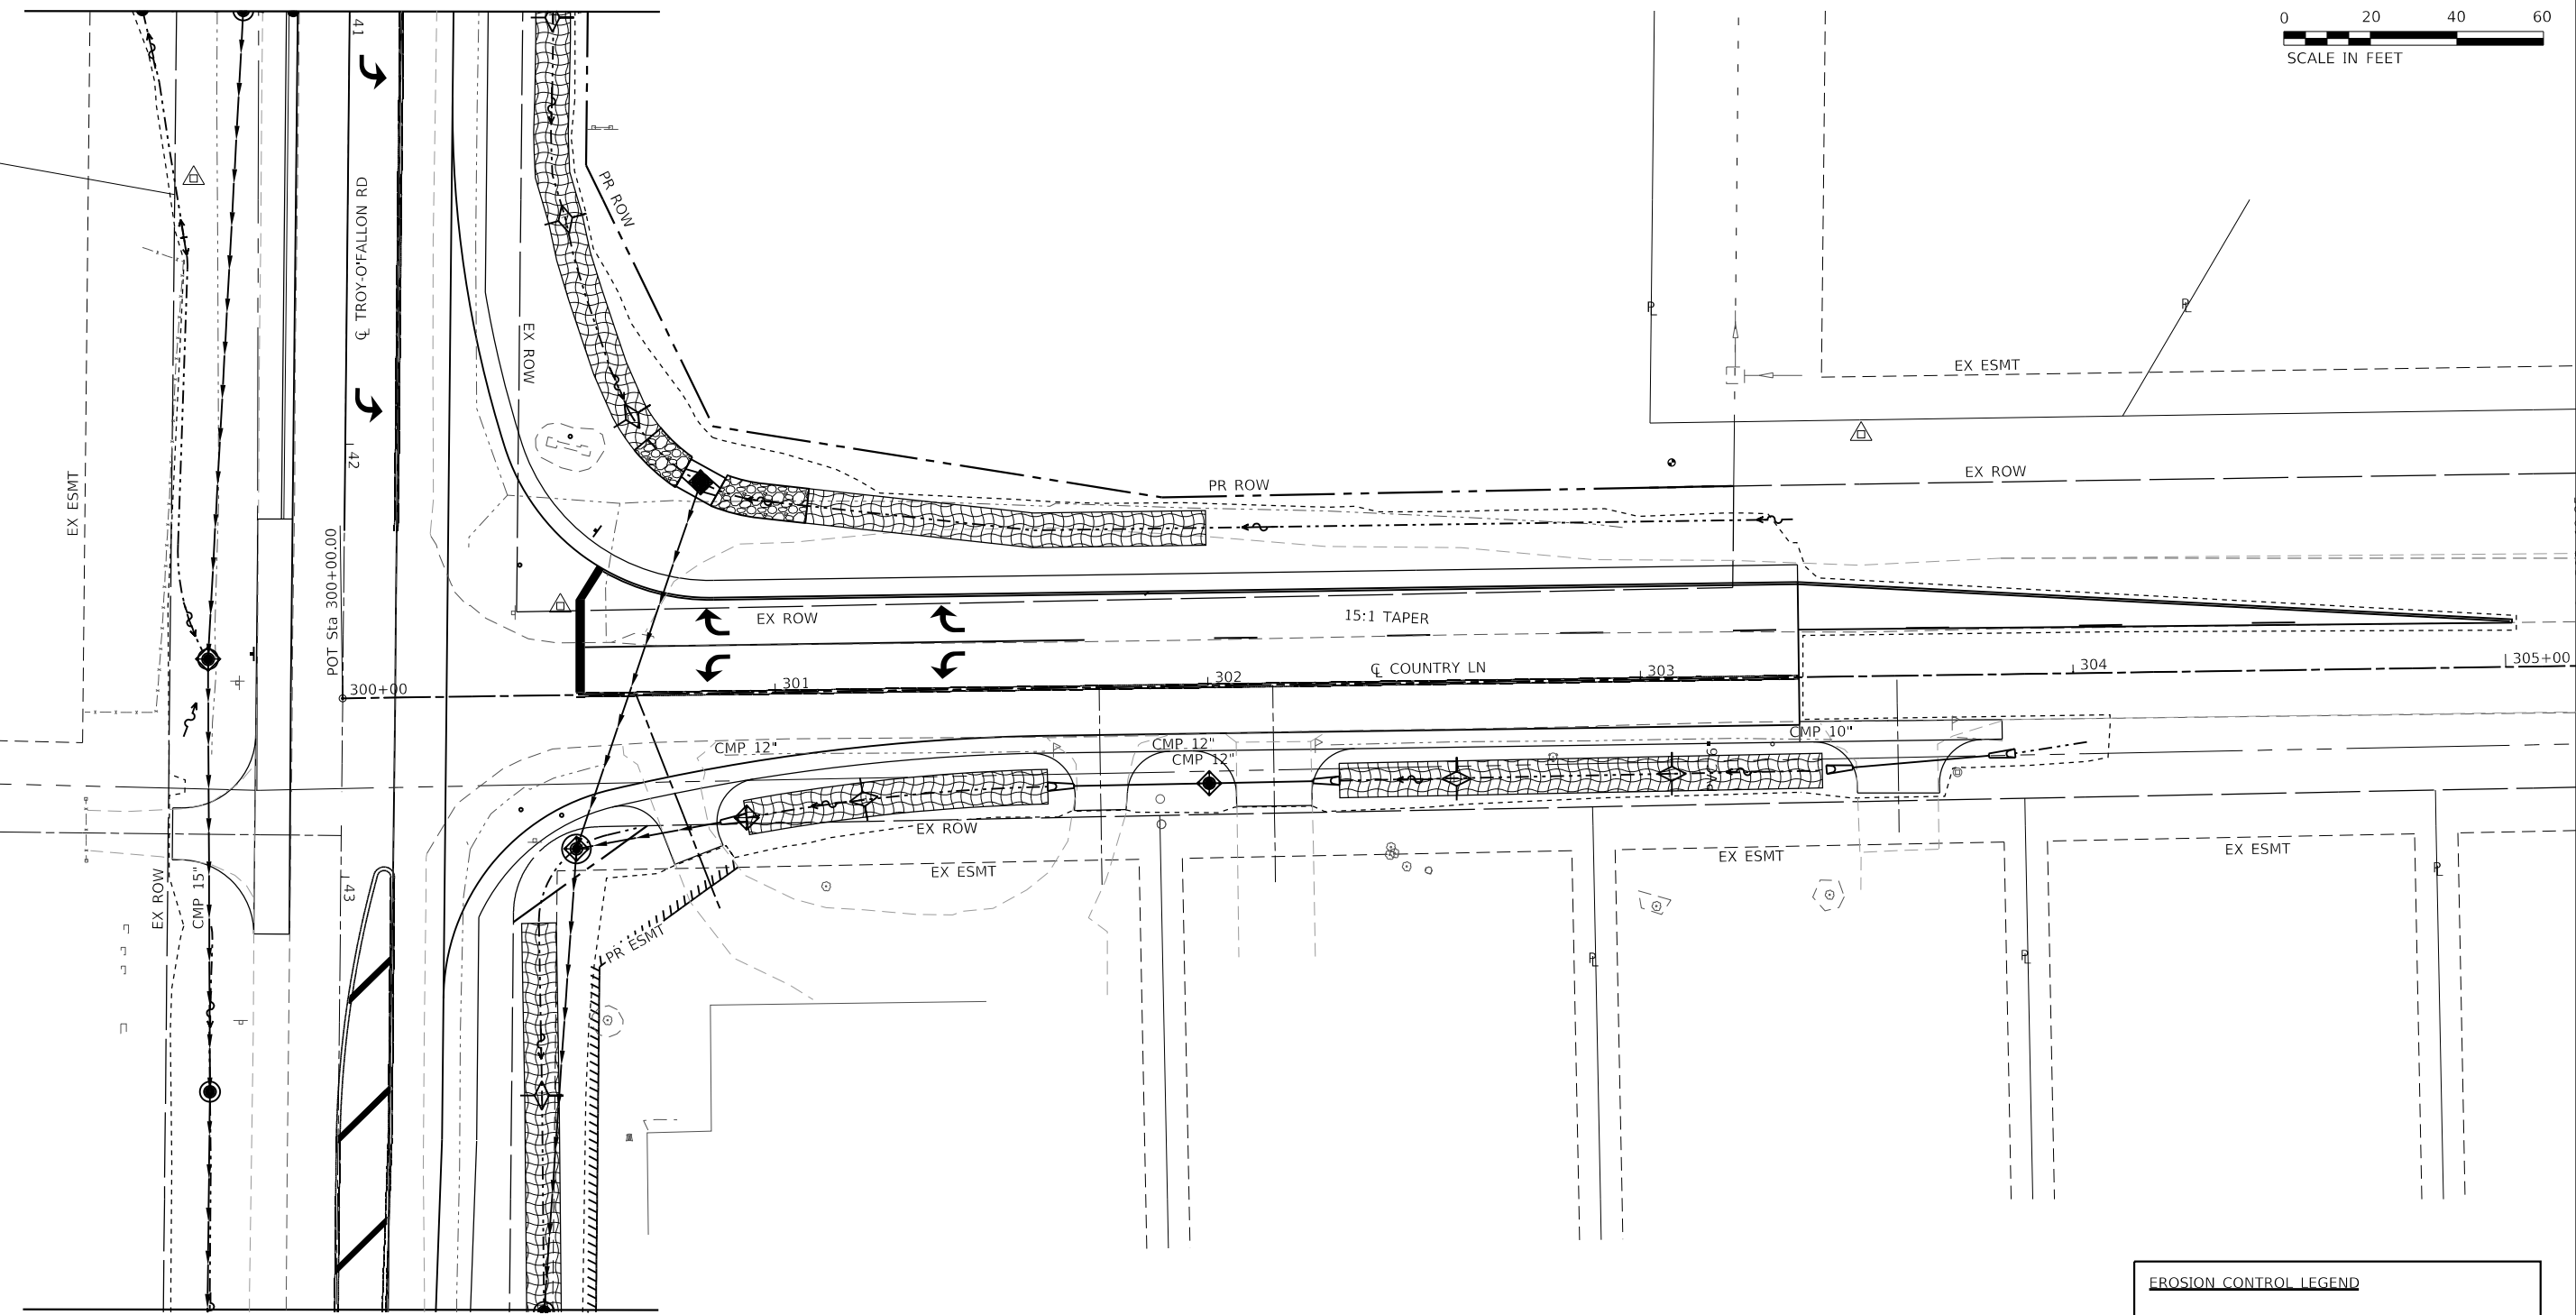 0 20 40 60
SCALE IN FEET
41
℄ TROY-O'FALLON RD
PR ROW
EX ROW
42
EX ESMT
POT Sta 300+00.00
EX ESMT
EX ROW
PR ROW
℄
℄
EX ROW
15:1 TAPER
300+00
301
302
℄ COUNTRY LN
303
304
305+00
CMP 12"
CMP 12"
CMP 12"
CMP 10"
EX ROW
EX ESMT
EX ESMT
EX ESMT
EX ROW
CMP 15"
43
PR ESMT
EROSION CONTROL LEGEND